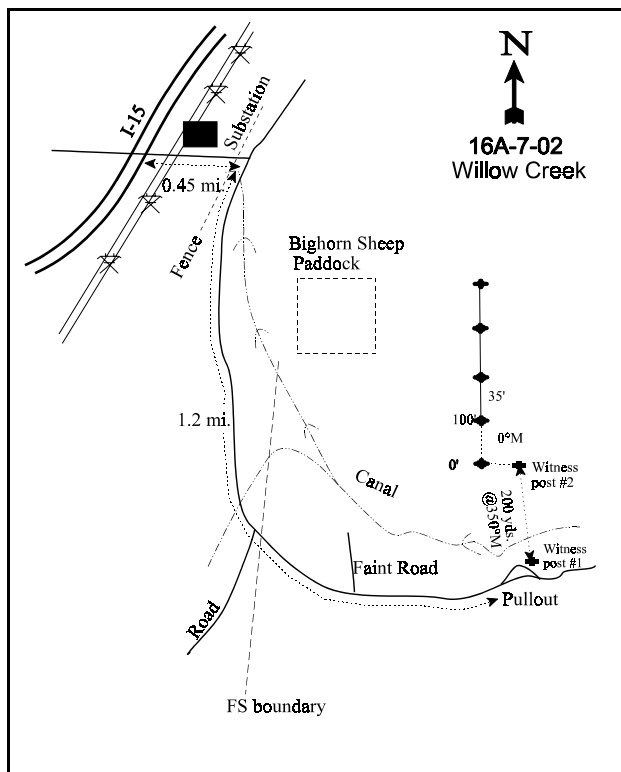 N
16A-7-02
Willow Creek
I-15
Substation
0.45 mi.
Fence
Bighorn Sheep
Paddock
1.2 mi.
35'
100'
0°M
0'
Witness
post #2
200 yds.
@350°M
Canal
Witness
post #1
Faint Road
Road
Pullout
FS boundary